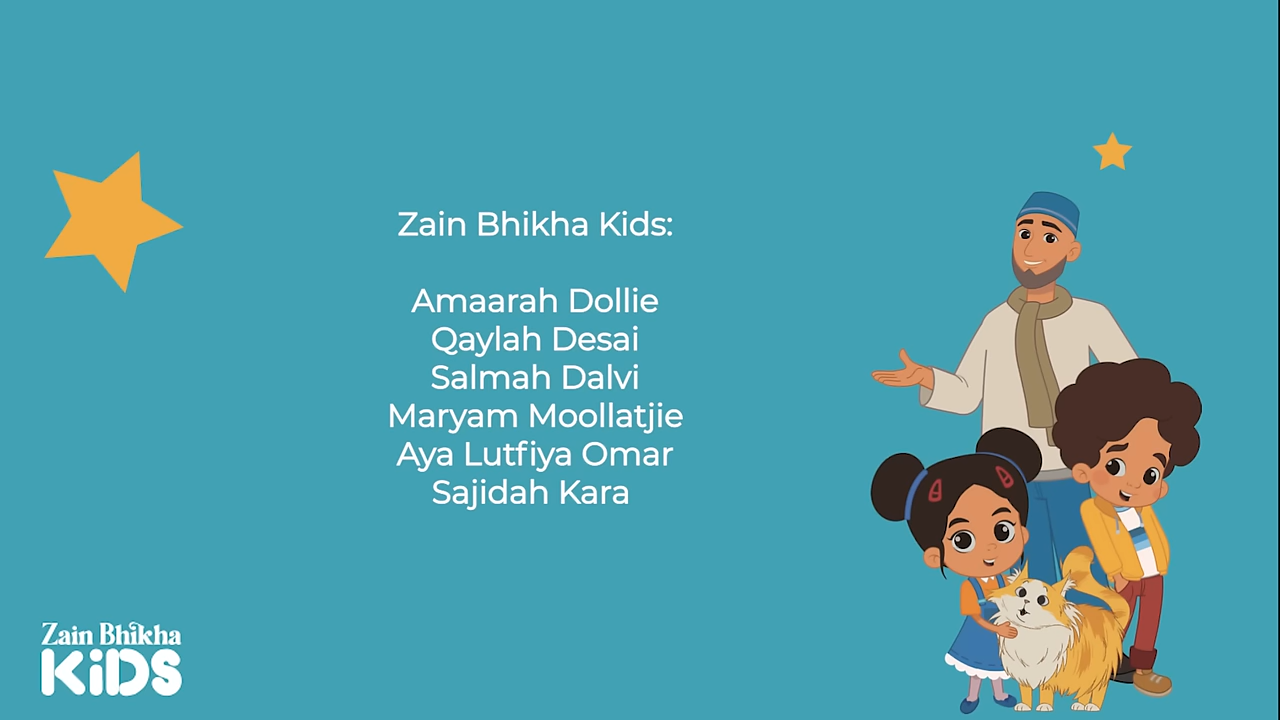 Zain Bhikha Kids:
Amaarah Dollie
Qaylah Desai
Salmah Dalvi
Maryam Moollatjie
Aya Lutfiya Omar
Sajidah Kara
Zain Bhikha
KiDS